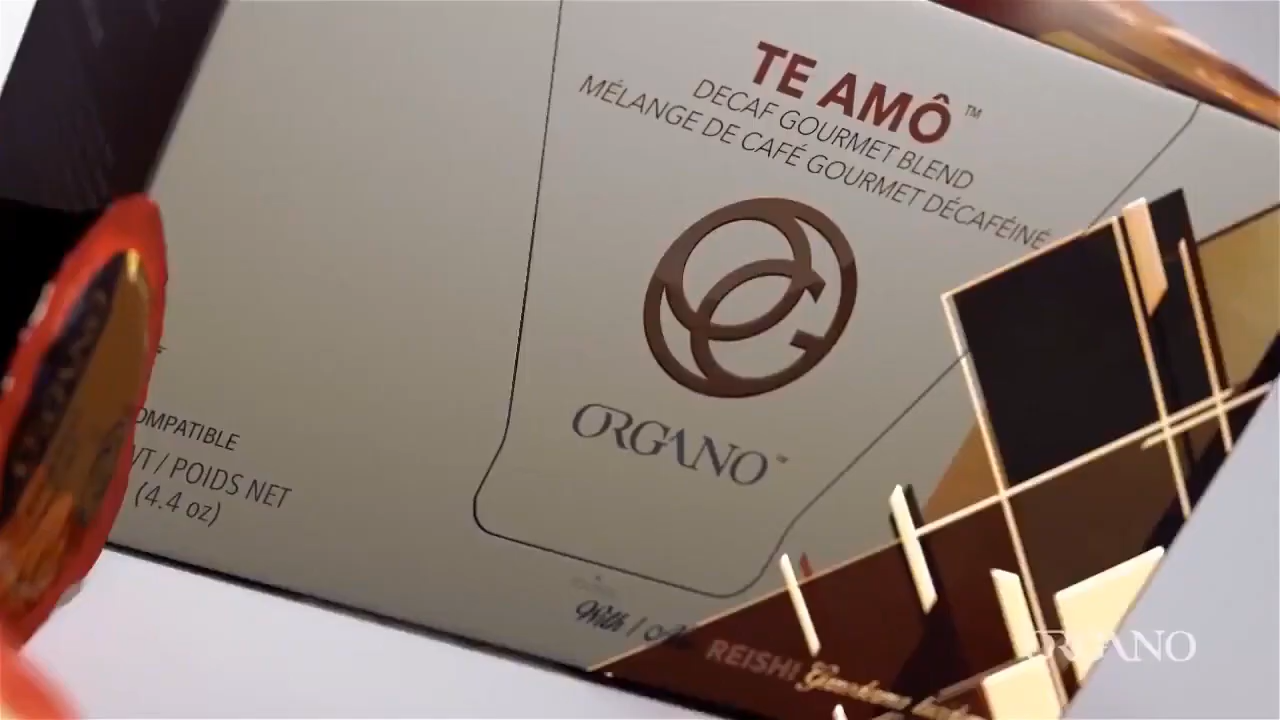 TE AMÔ™
DECAF GOURMET BLEND
MÉLANGE DE CAFÉ GOURMET DÉCAFÉINÉ
ORGANO™
OMPATIBLE
/ POIDS NET
(4.4 oz)
With /
REISHI
ORGANO